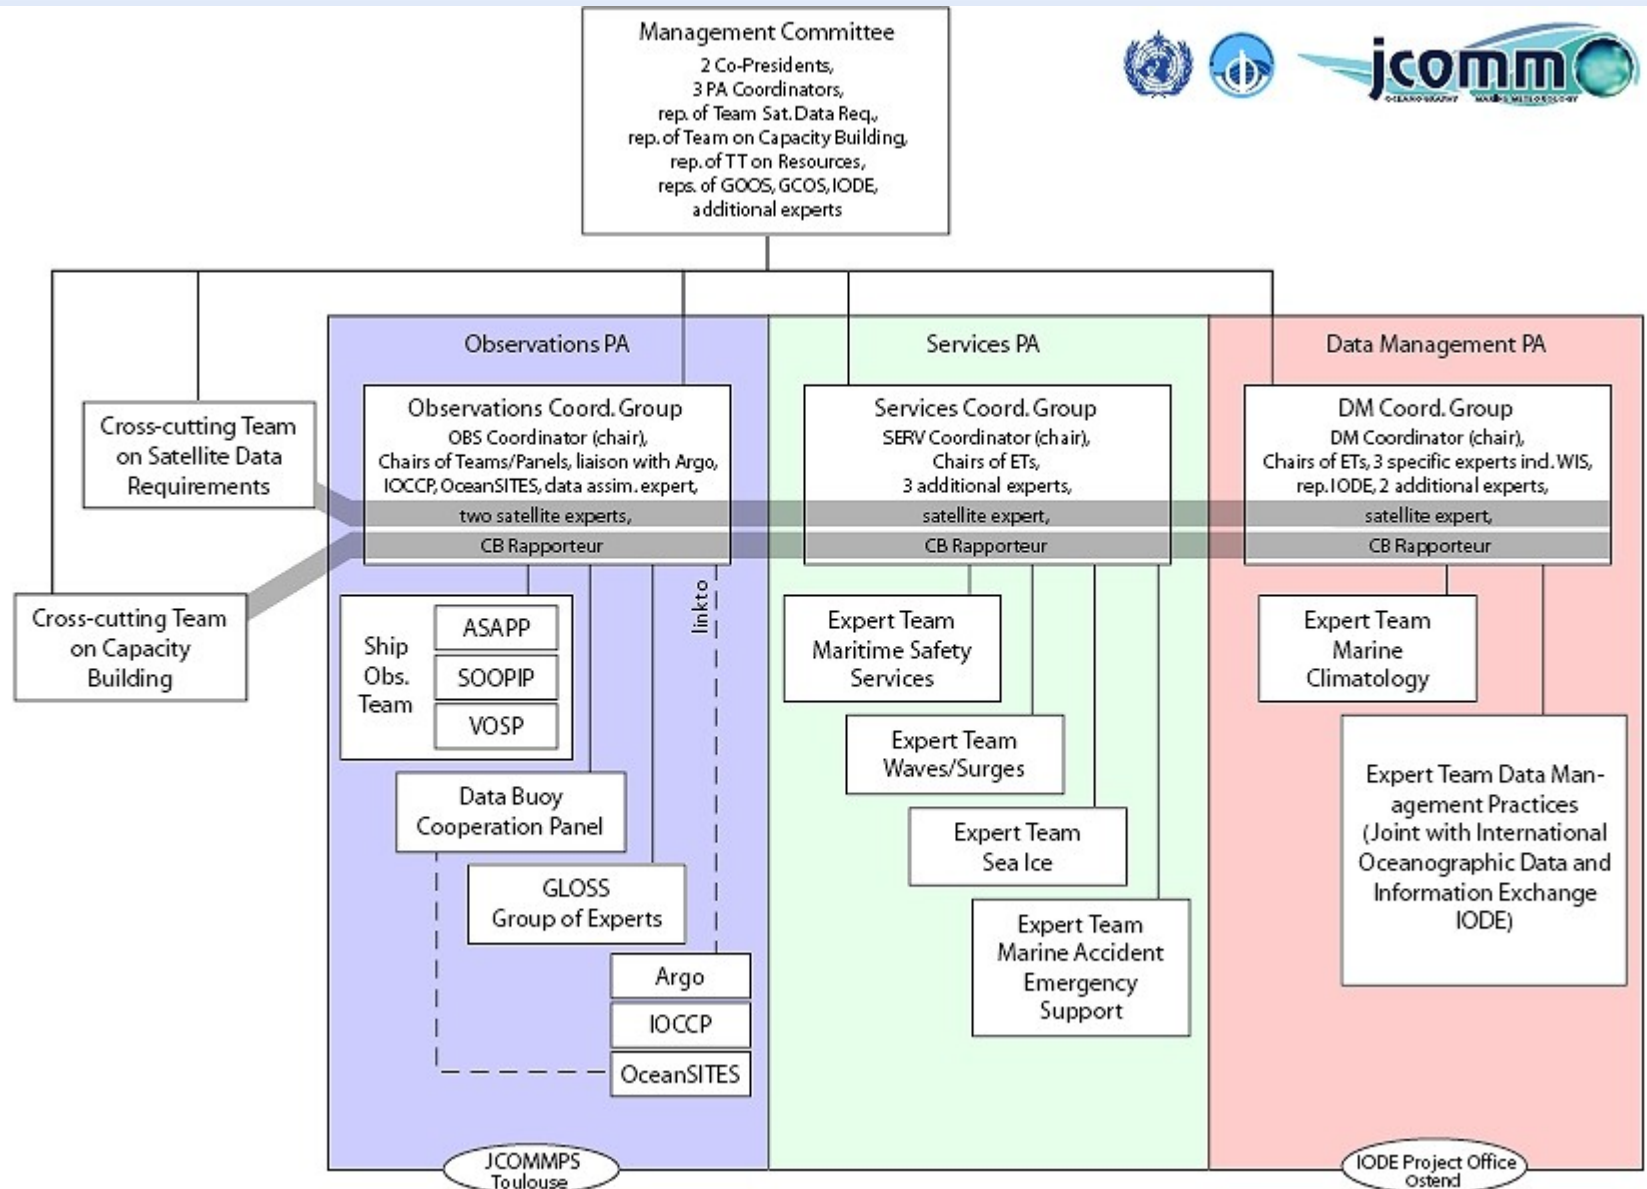 Management Committee
2 Co-Presidents,
3 PA Coordinators,
rep. of Team Sat. Data Req.,
rep. of Team on Capacity Building,
rep. of TT on Resources,
reps. of GOOS, GCOS, IODE,
additional experts
jcomm
OCEANOGRAPHY MARINE METEOROLOGY
Cross-cutting Team
on Satellite Data
Requirements
Cross-cutting Team
on Capacity
Building
Observations PA
Observations Coord. Group
OBS Coordinator (chair),
Chairs of Teams/Panels, liaison with Argo,
IOCCP, OceanSITES, data assim. expert,
two satellite experts,
CB Rapporteur
linkto
Ship
Obs.
Team
ASAPP
SOOPIP
VOSP
Data Buoy
Cooperation Panel
GLOSS
Group of Experts
Argo
IOCCP
OceanSITES
JCOMMPS
Toulouse
Services PA
Services Coord. Group
SERV Coordinator (chair),
Chairs of ETs,
3 additional experts,
satellite expert,
CB Rapporteur
Expert Team
Maritime Safety
Services
Expert Team
Waves/Surges
Expert Team
Sea Ice
Expert Team
Marine Accident
Emergency
Support
Data Management PA
DM Coord. Group
DM Coordinator (chair),
Chairs of ETs, 3 specific experts ind. WIS,
rep. IODE, 2 additional experts,
satellite expert,
CB Rapporteur
Expert Team
Marine
Climatology
Expert Team Data Man-
agement Practices
(Joint with International
Oceanographic Data and
Information Exchange
IODE)
IODE Project Office
Ostend